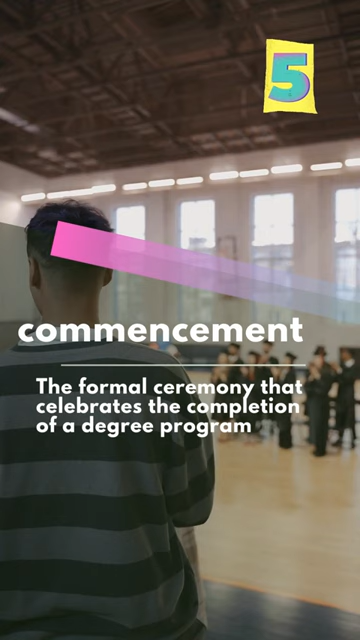 5
commencement
The formal ceremony that
celebrates the completion
of a degree program